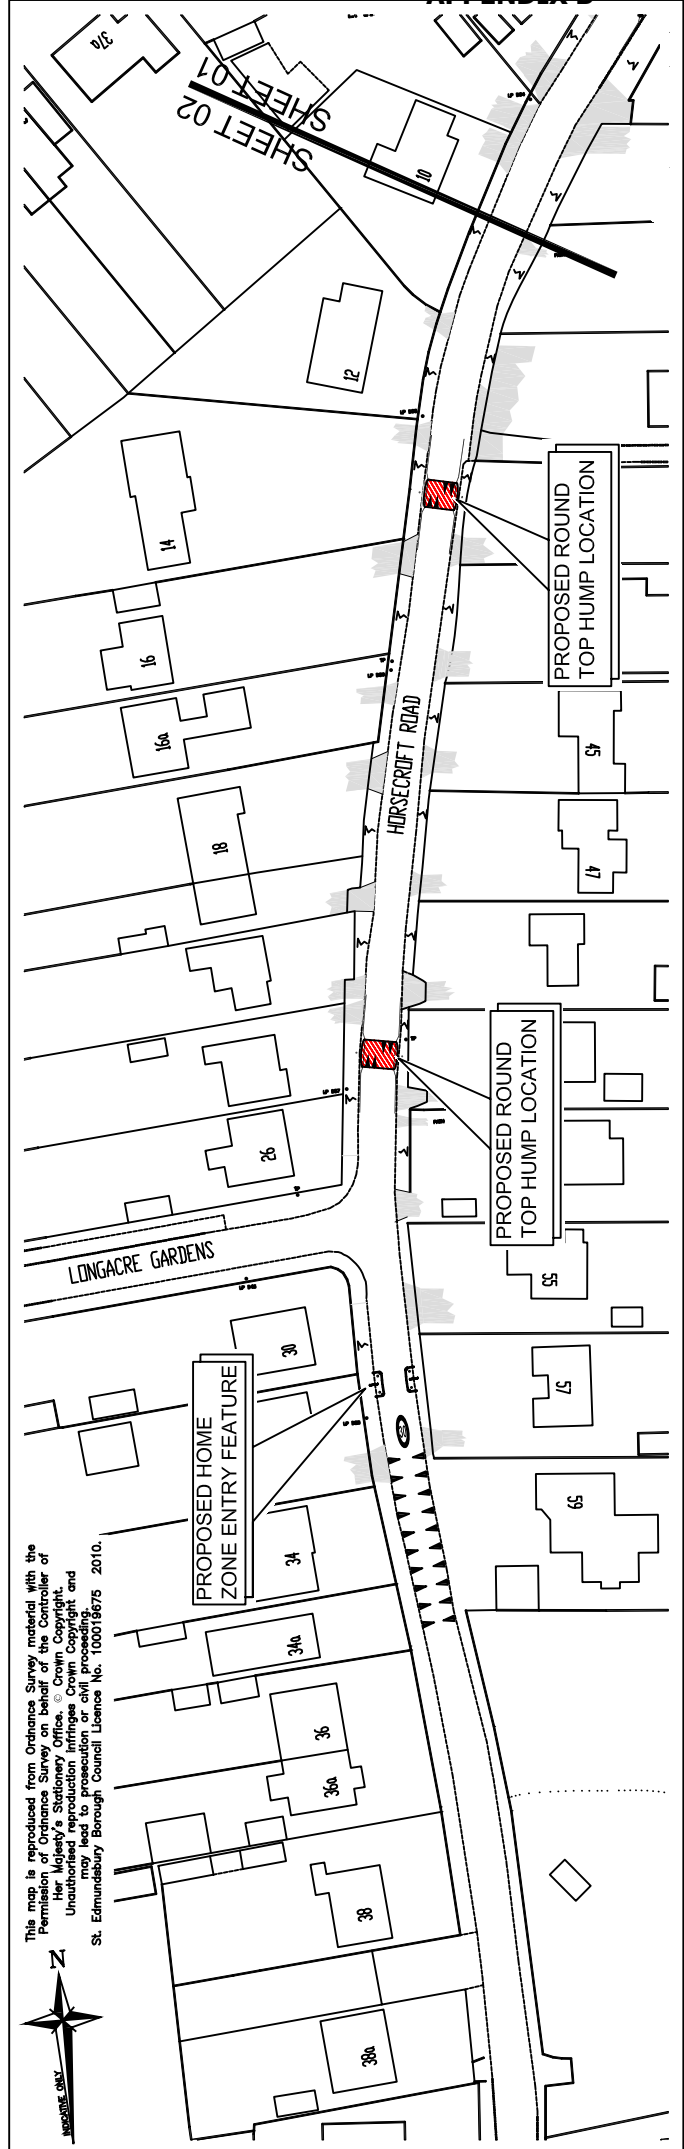 37a
SHEET 01
SHEET 02
10
12
14
16
16a
18
PROPOSED ROUND
TOP HUMP LOCATION
45
47
HORSECROFT ROAD
PROPOSED ROUND
TOP HUMP LOCATION
26
LONGACRE GARDENS
55
30
57
PROPOSED HOME
ZONE ENTRY FEATURE
59
34
34a
36
36a
38
38a
This map is reproduced from Ordnance Survey material with the
Permission of Ordnance Survey on behalf of the Controller of
Her Majesty's Stationery Office. © Crown Copyright.
Unauthorised reproduction infringes Crown Copyright and
may lead to prosecution or civil proceeding.
St. Edmundsbury Borough Council Licence No. 100019675 2010.
N
INDICATIVE ONLY